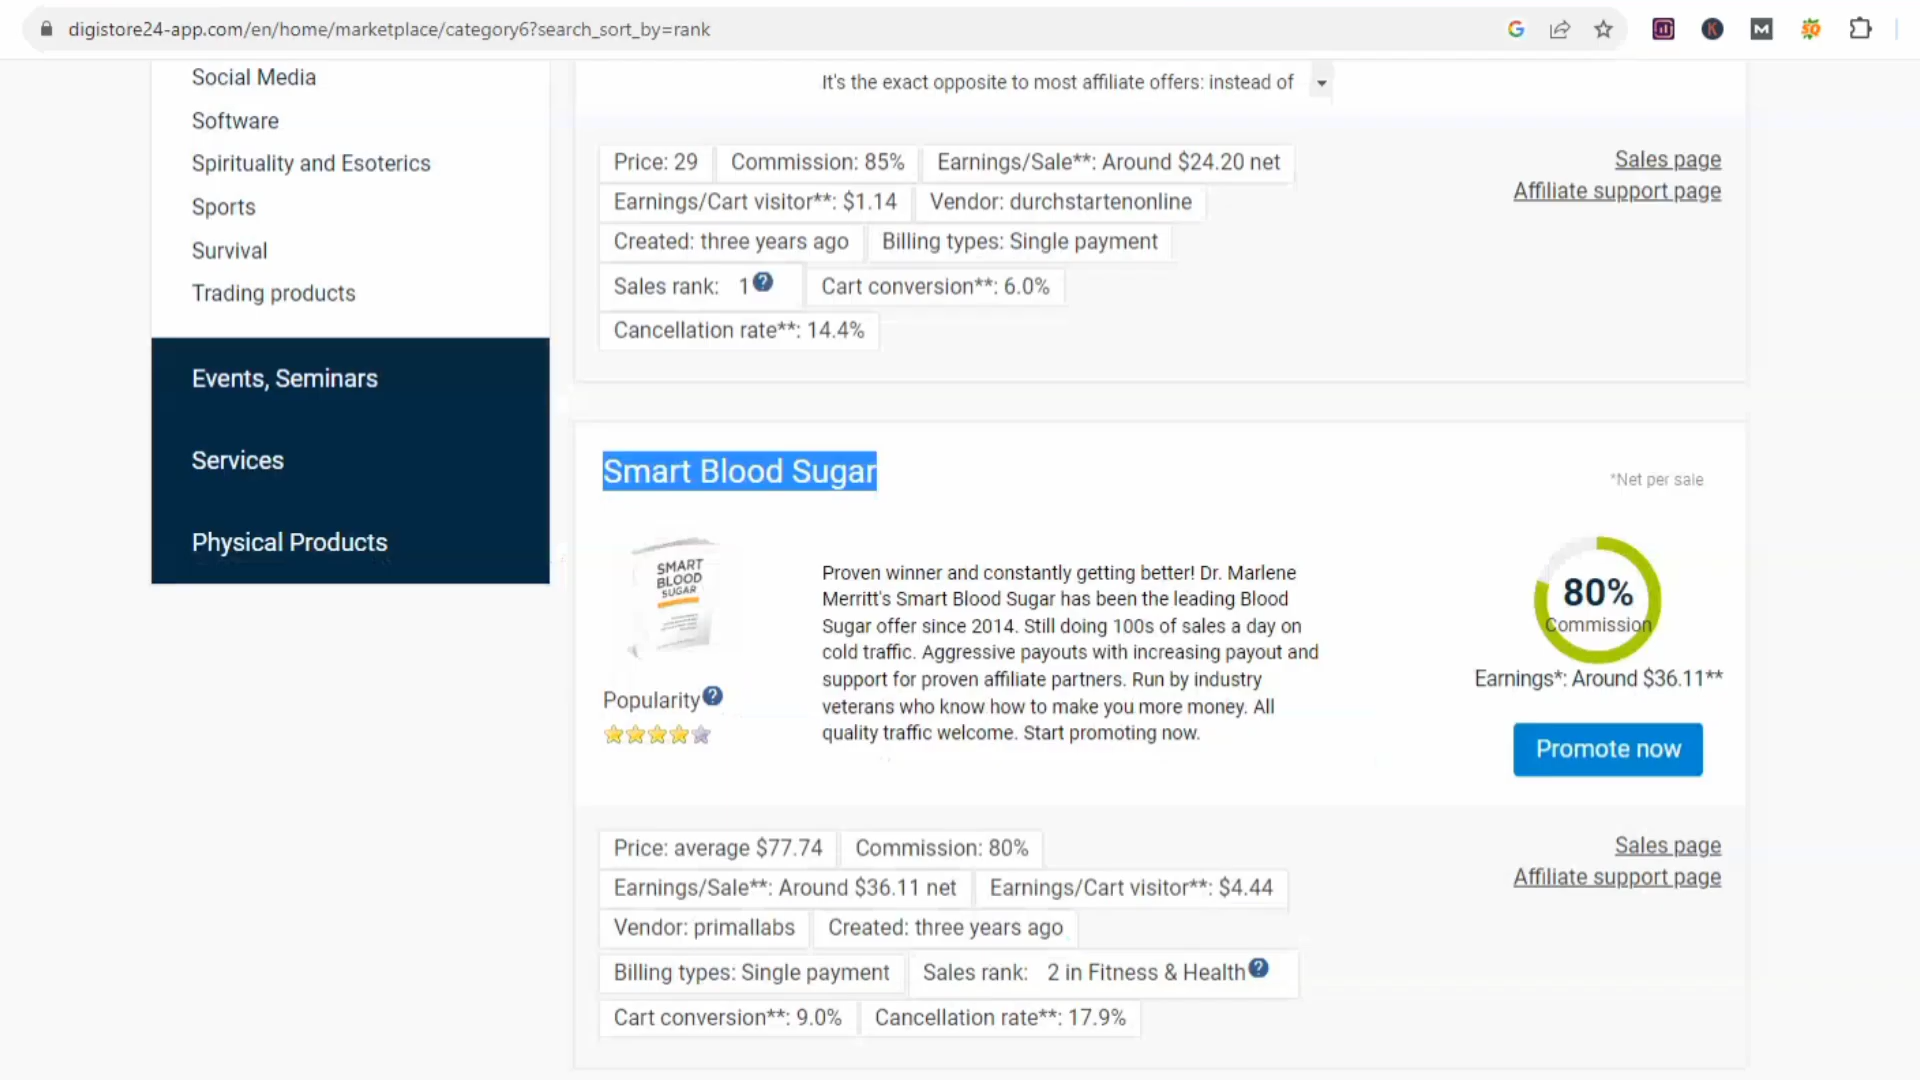 digistore24-app.com/en/home/marketplace/category6?search_sort_by=rank
Social Media
Software
Spirituality and Esoterics
Sports
Survival
Trading products
Events, Seminars
Services
Physical Products
It's the exact opposite to most affiliate offers: instead of
Price: 29
Commission: 85%
Earnings/Sale**: Around $24.20 net
Earnings/Cart visitor**: $1.14
Vendor: durchstartenonline
Created: three years ago
Billing types: Single payment
Sales rank: 1
Cart conversion**: 6.0%
Cancellation rate**: 14.4%
Sales page
Affiliate support page
Smart Blood Sugar
*Net per sale
SMART
BLOOD
SUGAR
Popularity
Proven winner and constantly getting better! Dr. Marlene
Merritt's Smart Blood Sugar has been the leading Blood
Sugar offer since 2014. Still doing 100s of sales a day on
cold traffic. Aggressive payouts with increasing payout and
support for proven affiliate partners. Run by industry
veterans who know how to make you more money. All
quality traffic welcome. Start promoting now.
80%
Commission
Earnings*: Around $36.11**
Promote now
Price: average $77.74
Commission: 80%
Earnings/Sale**: Around $36.11 net
Earnings/Cart visitor**: $4.44
Vendor: primallabs
Created: three years ago
Billing types: Single payment
Sales rank: 2 in Fitness & Health
Cart conversion**: 9.0%
Cancellation rate**: 17.9%
Sales page
Affiliate support page